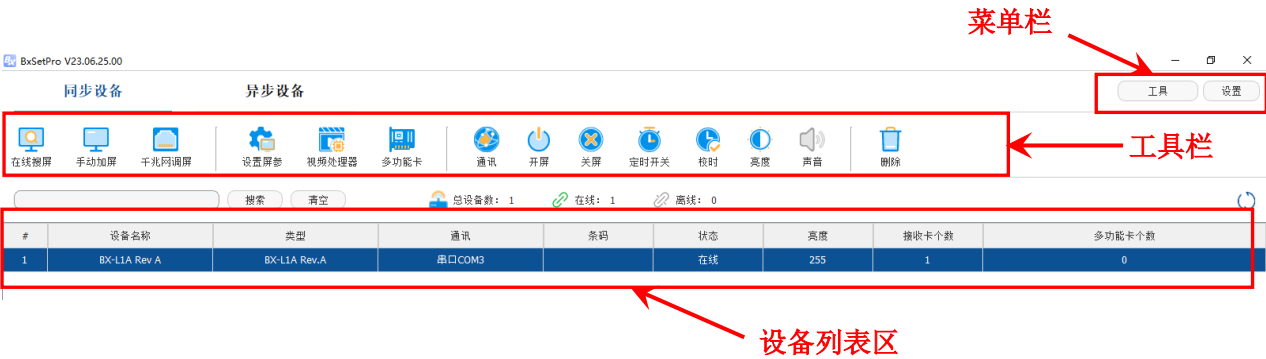 菜单栏
BxSetPro V23.06.25.00
同步设备 异步设备 工具 设置
在线搜屏 手动加屏 千兆网调屏 设置屏参 视频处理器 多功能卡 通讯 开屏 关屏 定时开关 校时 亮度 声音 删除
工具栏
搜索 清空 总设备数: 1 在线: 1 离线: 0
# 设备名称 类型 通讯 条码 状态 亮度 接收卡个数 多功能卡个数
1 BX-L1A Rev A BX-L1A Rev.A 串口COM3 在线 255 1 0
设备列表区